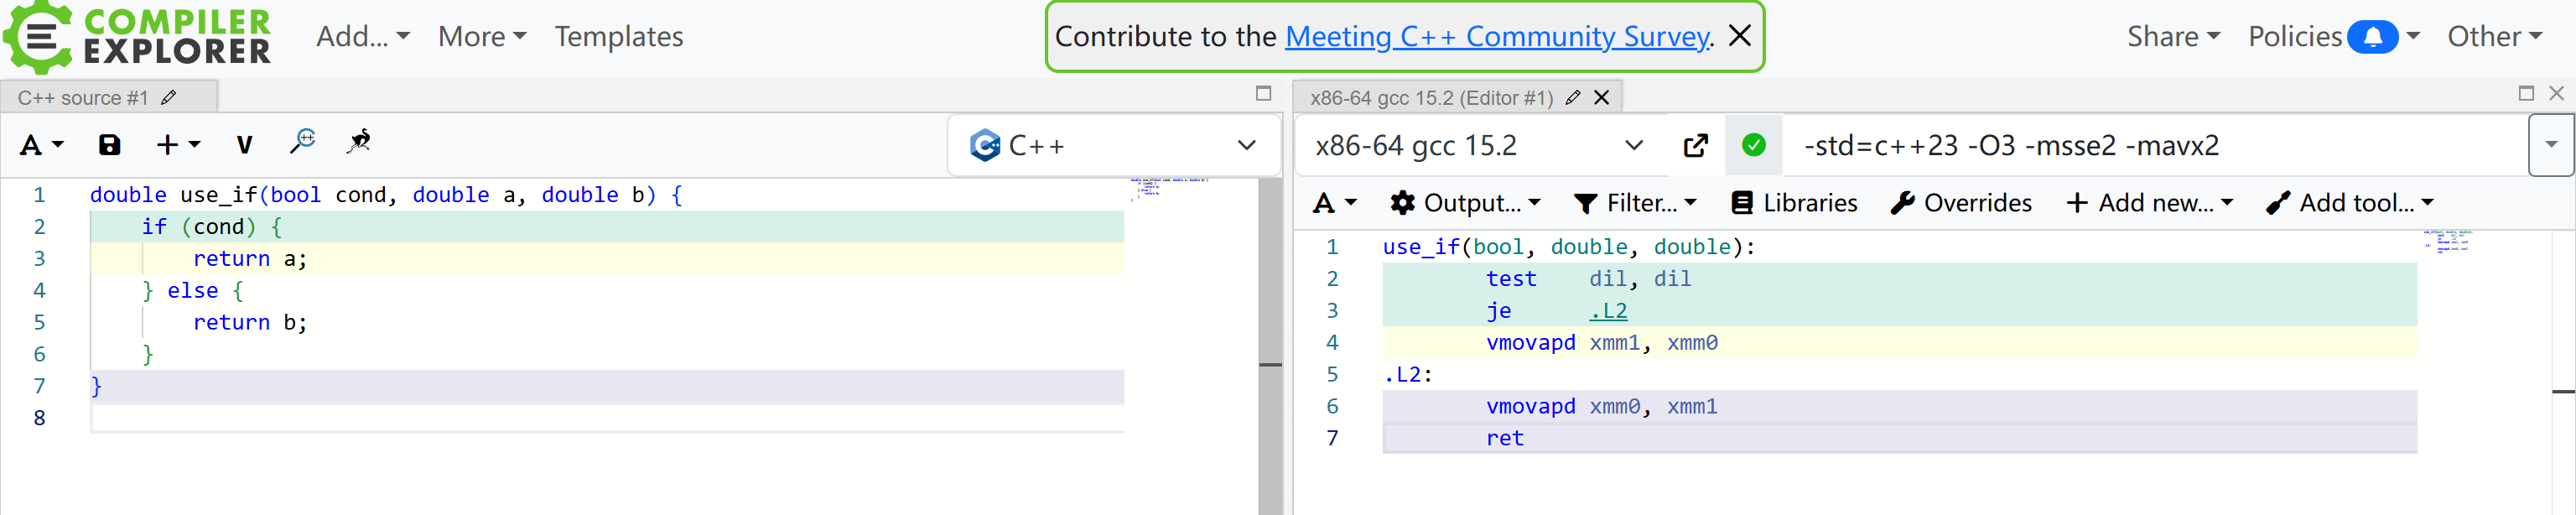 COMPILER
EXPLORER
Add... More Templates
Contribute to the Meeting C++ Community Survey.
Share Policies Other
C++ source #1
A + V
C++
1 double use_if(bool cond, double a, double b) {
2 if (cond) {
3 return a;
4 } else {
5 return b;
6 }
7 }
8
x86-64 gcc 15.2 (Editor #1)
x86-64 gcc 15.2 -std=c++23 -O3 -msse2 -mavx2
A Output... Filter... Libraries Overrides + Add new... Add tool...
1 use_if(bool, double, double):
2 test dil, dil
3 je .L2
4 vmovapd xmm1, xmm0
5 .L2:
6 vmovapd xmm0, xmm1
7 ret